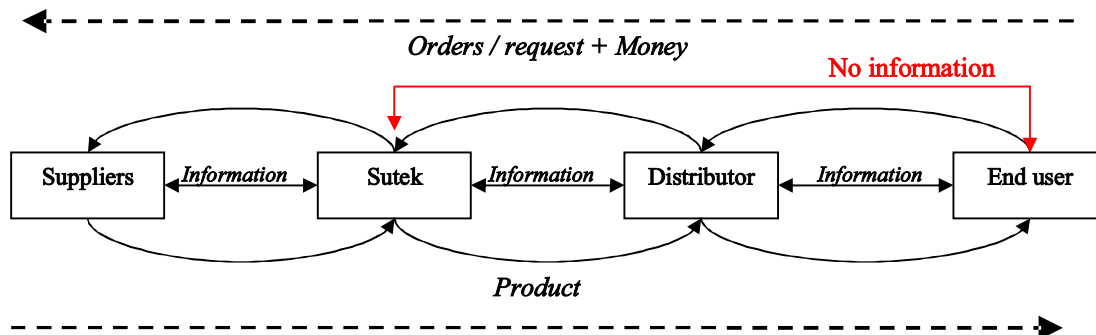 Orders / request + Money
No information
Suppliers
Information
Sutek
Information
Distributor
Information
End user
Product